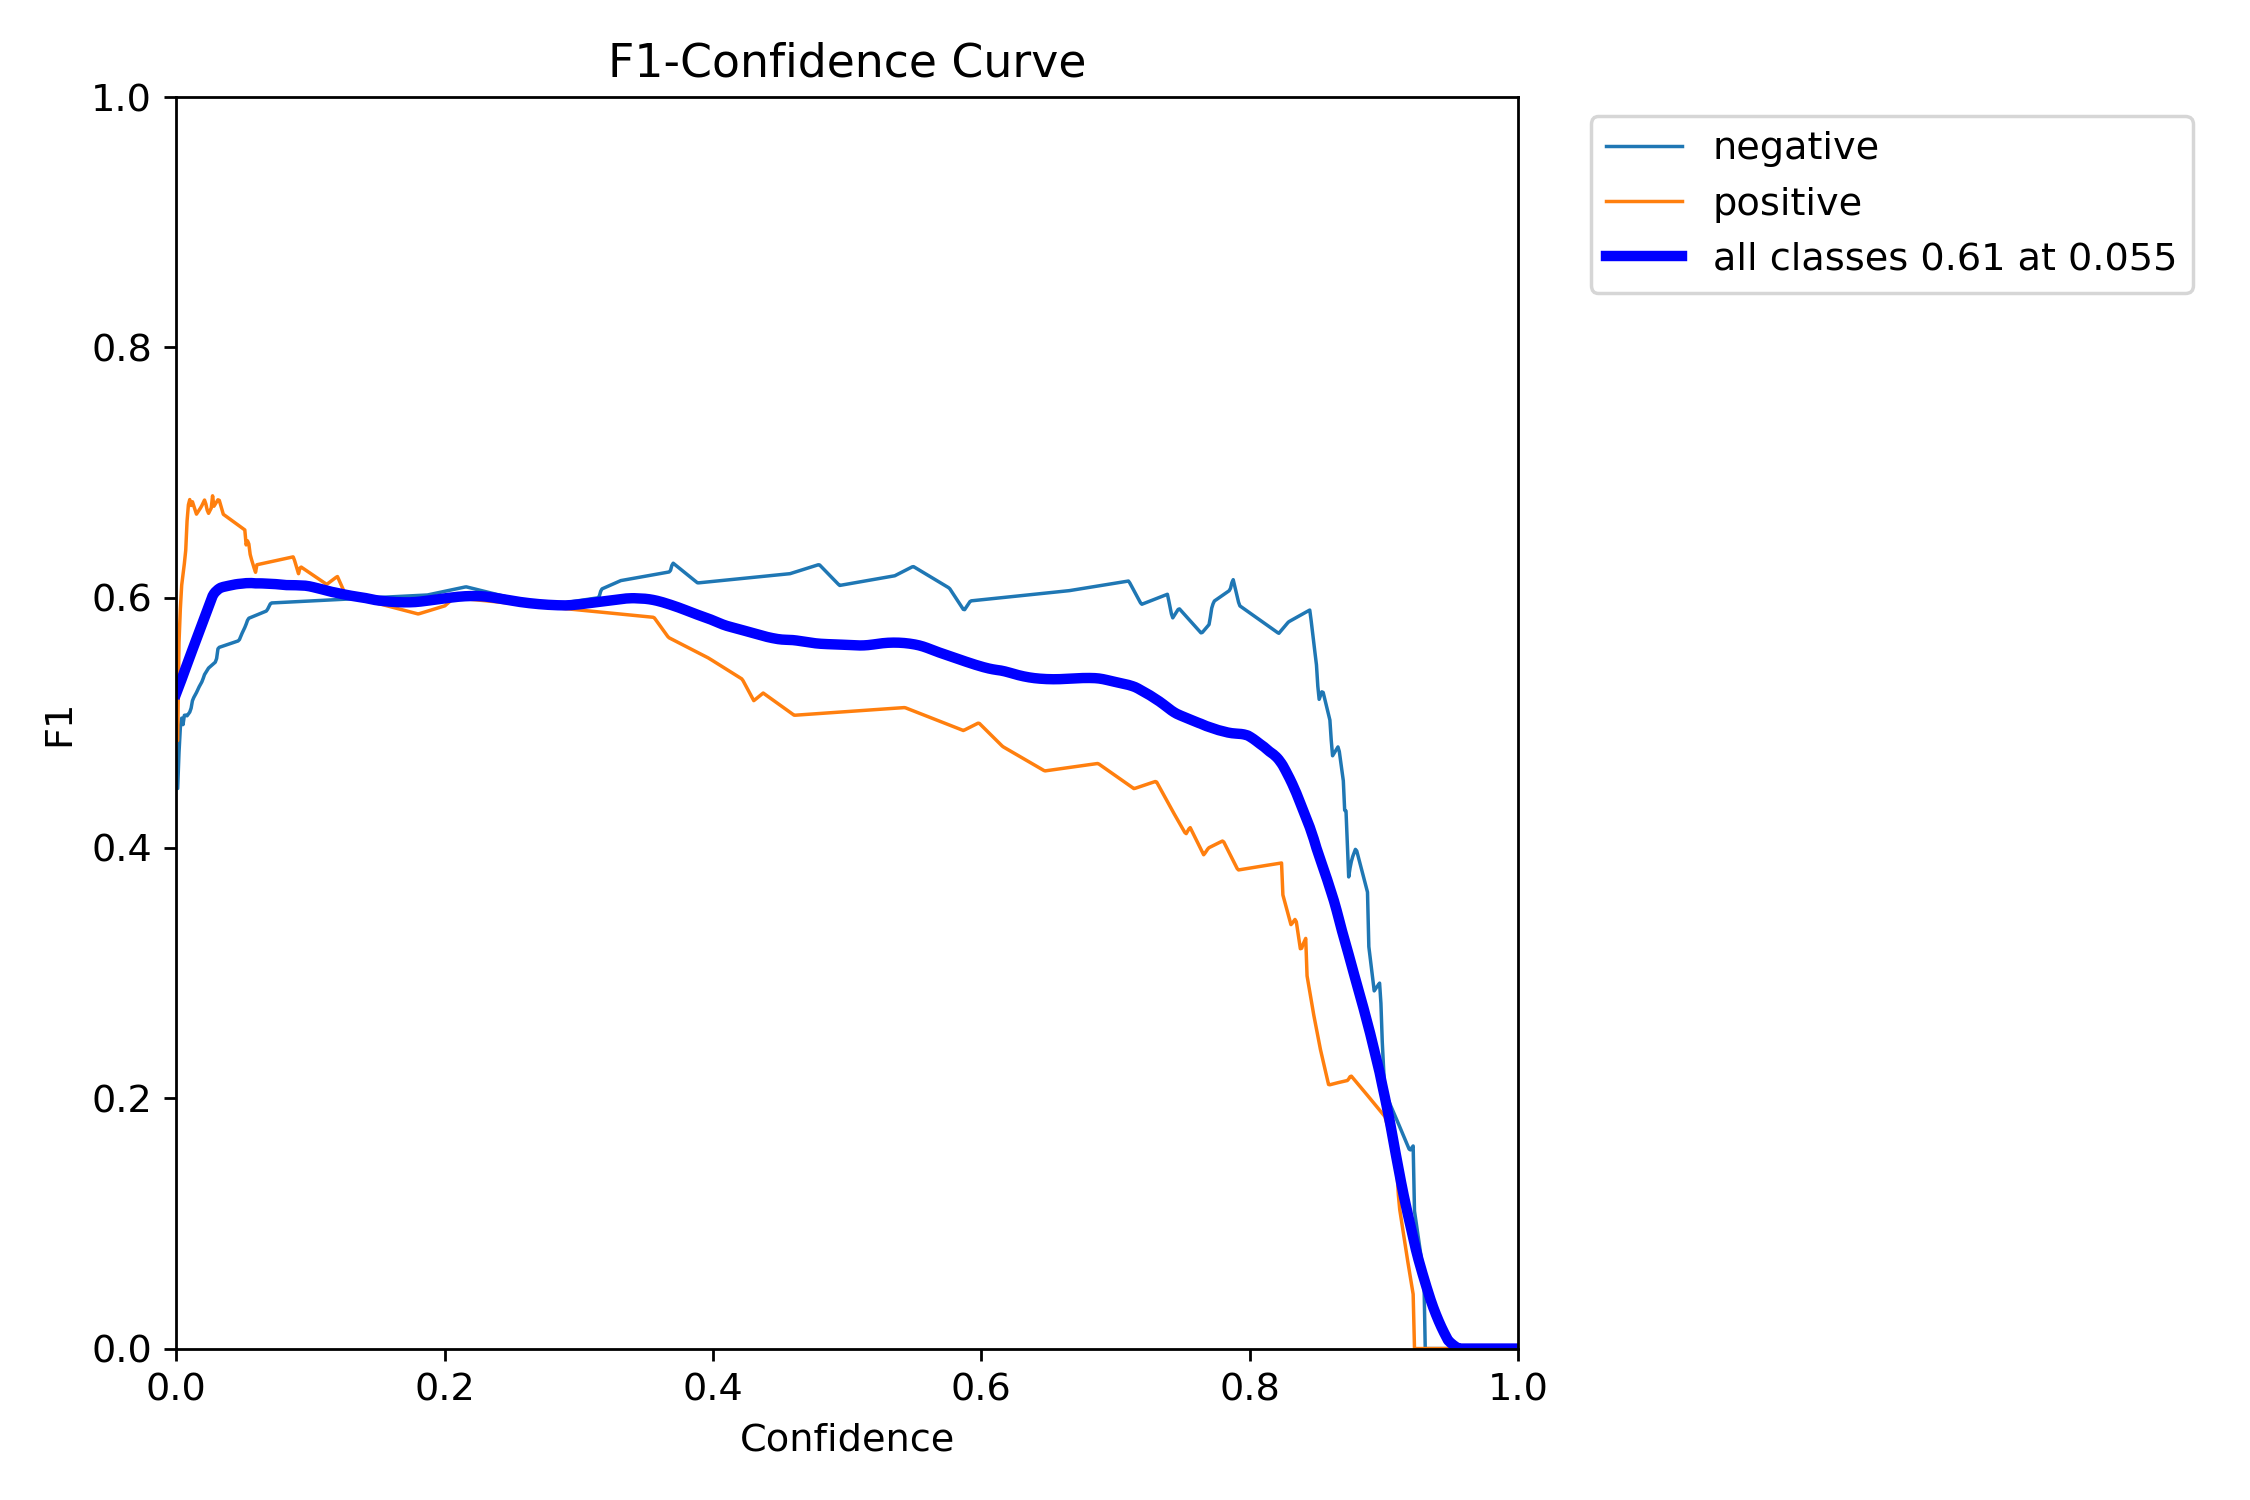 F1-Confidence Curve
1.0
0.8
0.6
0.4
0.2
0.0
F1
0.0 0.2 0.4 0.6 0.8 1.0
Confidence
negative
positive
all classes 0.61 at 0.055